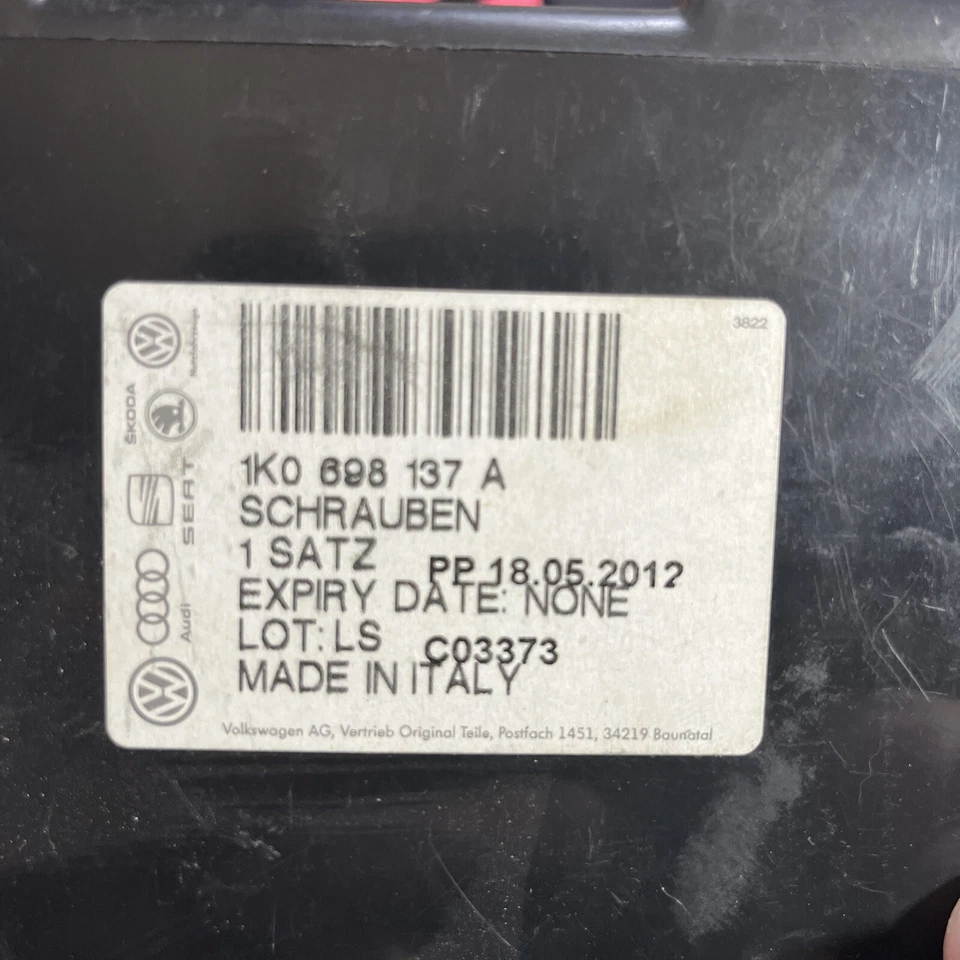 3822
Nutzfahrzeuge
ŠKODA
SEAT
Audi
1K0 698 137 A
SCHRAUBEN
1 SATZ
PP 18.05.2012
EXPIRY DATE: NONE
LOT: LS C03373
MADE IN ITALY
Volkswagen AG, Vertrieb Original Teile, Postfach 1451, 34219 Baunatal